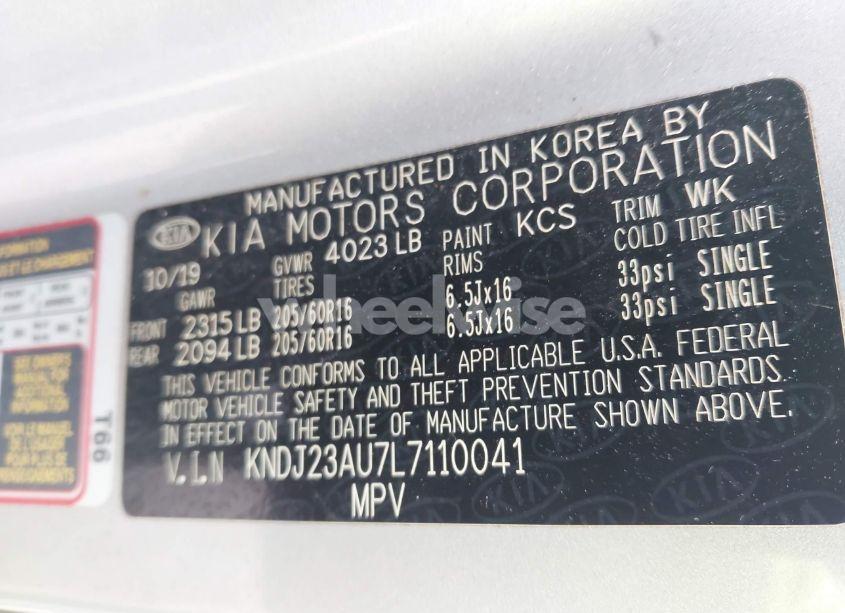 MANUFACTURED IN KOREA BY
KIA KIA MOTORS CORPORATION
10/19 GVWR 4023 LB PAINT KCS TRIM WK
GAWR TIRES RIMS COLD TIRE INFL
FRONT 2315 LB 205/60R16 6.5Jx16 33psi SINGLE
REAR 2094 LB 205/60R16 6.5Jx16 33psi SINGLE
THIS VEHICLE CONFORMS TO ALL APPLICABLE U.S.A. FEDERAL
MOTOR VEHICLE SAFETY AND THEFT PREVENTION STANDARDS
IN EFFECT ON THE DATE OF MANUFACTURE SHOWN ABOVE.
V.I.N KNDJ23AU7L7110041
MPV
wheelwise
T66